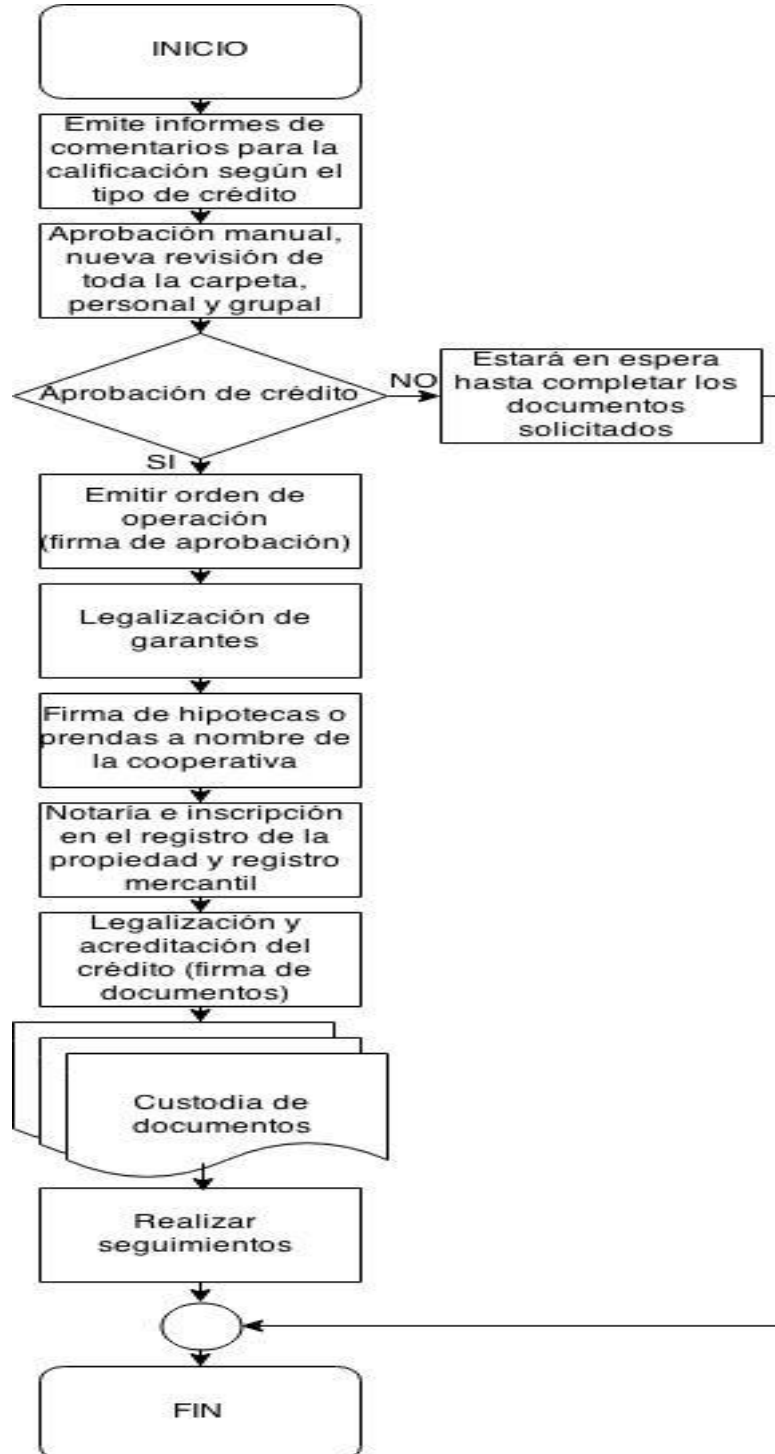 INICIO
Emite informes de
comentarios para la
calificación según el
tipo de crédito
Aprobación manual,
nueva revisión de
toda la carpeta,
personal y grupal
Aprobación de crédito
NO
Estará en espera
hasta completar los
documentos
solicitados
SI
Emitir orden de
operación
(firma de aprobación)
Legalización de
garantes
Firma de hipotecas o
prendas a nombre de
la cooperativa
Notaría e inscripción
en el registro de la
propiedad y registro
mercantil
Legalización y
acreditación del
crédito (firma de
documentos)
Custodia de
documentos
Realizar
seguimientos
FIN